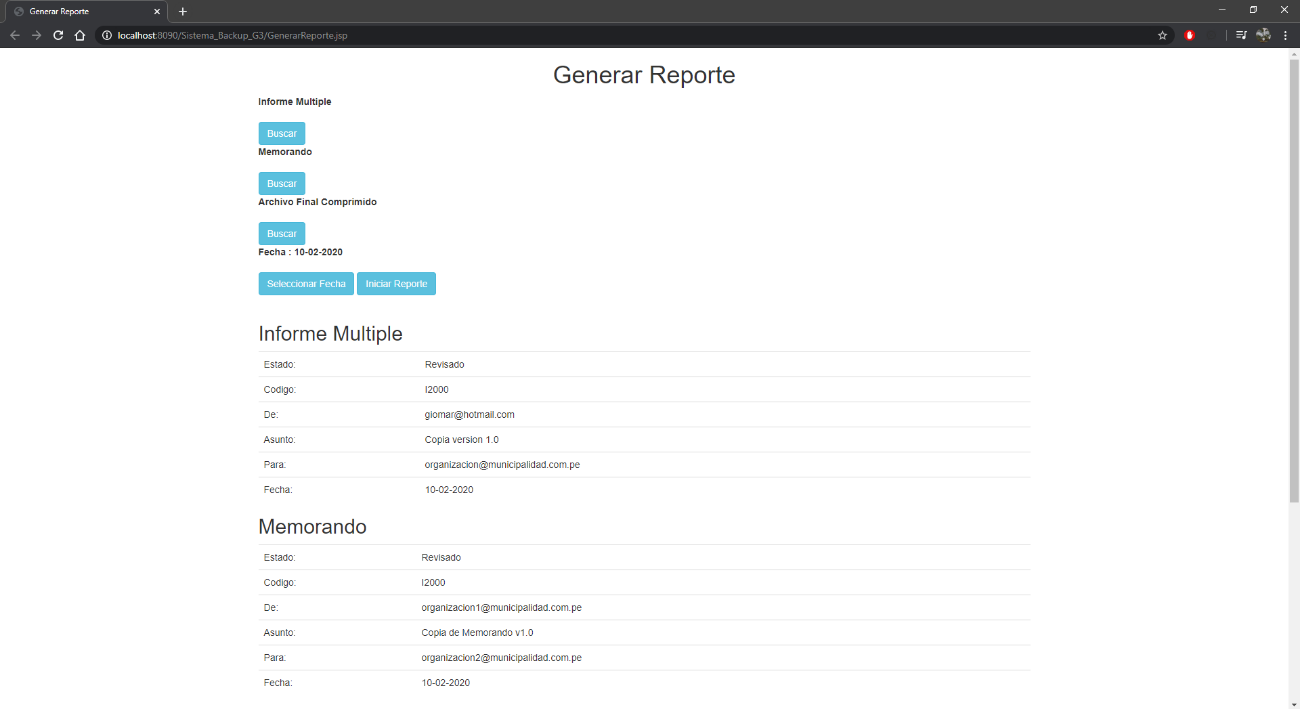 Generar Reporte
localhost:8090/Sistema_Backup_G3/GenerarReporte.jsp
Generar Reporte
Informe Multiple
Buscar
Memorando
Buscar
Archivo Final Comprimido
Buscar
Fecha : 10-02-2020
Seleccionar Fecha Iniciar Reporte
Informe Multiple
Estado: Revisado
Codigo: I2000
De: giomar@hotmail.com
Asunto: Copia version 1.0
Para: organizacion@municipalidad.com.pe
Fecha: 10-02-2020
Memorando
Estado: Revisado
Codigo: I2000
De: organizacion1@municipalidad.com.pe
Asunto: Copia de Memorando v1.0
Para: organizacion2@municipalidad.com.pe
Fecha: 10-02-2020